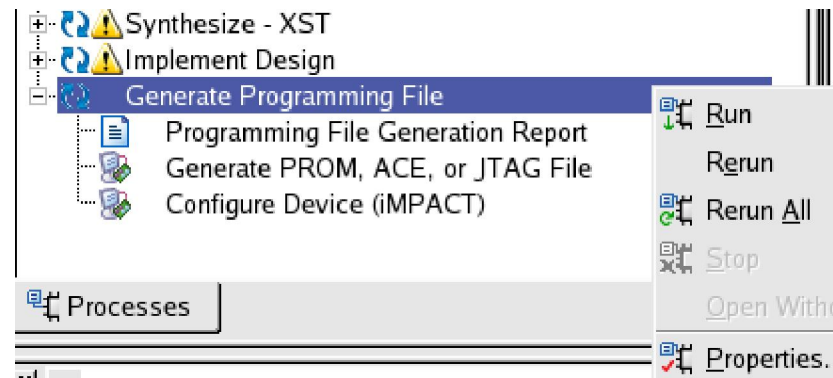 Synthesize - XST
Implement Design
Generate Programming File
Programming File Generation Report
Generate PROM, ACE, or JTAG File
Configure Device (iMPACT)
Processes
Run
Rerun
Rerun All
Stop
Open
Properties.